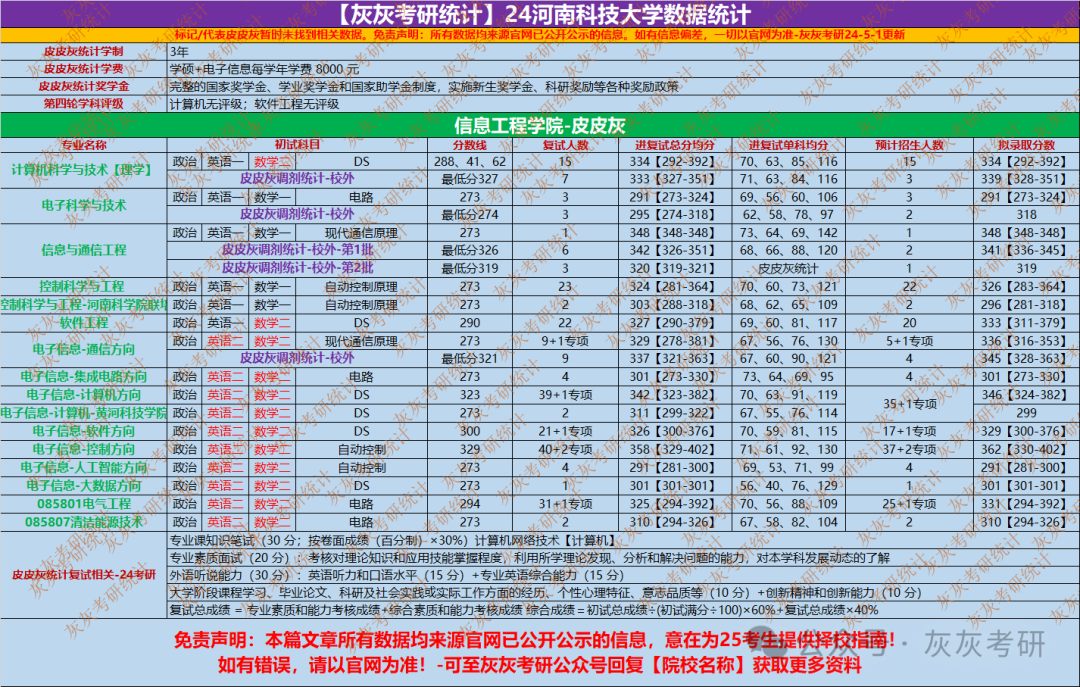 【灰灰考研统计】24河南科技大学数据统计
标记/代表皮皮灰暂时未找到相关数据。免责声明：所有数据均来源官网已公开公示的信息。如有信息偏差，一切以官网为准-灰灰考研24-5-1更新
皮皮灰统计学制 3年
皮皮灰统计学费 学硕+电子信息每学年学费 8000 元
皮皮灰统计奖学金 完整的国家奖学金、学业奖学金和国家助学金制度，实施新生奖学金、科研奖励等各种奖励政策
第四轮学科评级 计算机无评级；软件工程无评级
信息工程学院-皮皮灰
专业名称 初试科目 分数线 复试人数 进复试总分均分 进复试单科均分 预计招生人数 拟录取分数
计算机科学与技术【理学】 政治 英语一 数学二 DS 288、41、62 15 334【292-392】 70、63、85、116 15 334【292-392】
皮皮灰调剂统计-校外 最低分327 7 333【327-351】 71、63、84、116 3 339【328-351】
电子科学与技术 政治 英语一 数学一 电路 273 3 291【273-324】 69、56、60、106 3 291【273-324】
皮皮灰调剂统计-校外 最低分274 3 295【274-318】 62、58、78、97 2 318
信息与通信工程 政治 英语一 数学一 现代通信原理 273 1 348【348-348】 73、64、69、142 1 348【348-348】
皮皮灰调剂统计-校外-第1批 最低分326 6 342【326-351】 68、66、88、120 2 341【336-345】
皮皮灰调剂统计-校外-第2批 最低分319 3 320【319-321】 皮皮灰统计 1 319
控制科学与工程 政治 英语一 数学一 自动控制原理 273 23 324【281-364】 70、60、73、121 22 326【283-364】
控制科学与工程-河南科学院联培 政治 英语一 数学一 自动控制原理 273 2 303【288-318】 68、62、65、109 2 296【281-318】
软件工程 政治 英语一 数学二 DS 290 22 327【290-379】 69、60、81、117 20 333【311-379】
电子信息-通信方向 政治 英语二 数学二 现代通信原理 273 9+1专项 329【278-381】 67、56、76、130 5+1专项 336【316-353】
皮皮灰调剂统计-校外 最低分321 9 337【321-363】 67、60、90、121 4 345【328-363】
电子信息-集成电路方向 政治 英语二 数学二 电路 273 4 301【273-330】 73、64、69、95 4 301【273-330】
电子信息-计算机方向 政治 英语二 数学二 DS 323 39+1专项 342【323-382】 70、63、91、119 35+1专项 346【324-382】
电子信息-计算机-黄河科技学院 政治 英语二 数学二 DS 273 2 311【299-322】 67、55、76、114 299
电子信息-软件方向 政治 英语二 数学二 DS 300 21+1专项 326【300-376】 70、59、81、115 17+1专项 329【300-376】
电子信息-控制方向 政治 英语二 数学二 自动控制 329 40+2专项 358【329-402】 71、61、92、130 37+2专项 362【330-402】
电子信息-人工智能方向 政治 英语二 数学二 自动控制 273 4 291【281-300】 69、53、71、99 4 291【281-300】
电子信息-大数据方向 政治 英语二 数学二 DS 273 1 301【301-301】 56、40、76、129 1 301【301-301】
085801电气工程 政治 英语二 数学二 电路 294 31+1专项 325【294-392】 70、56、88、109 25+1专项 331【294-392】
085807清洁能源技术 政治 英语二 数学二 电路 273 2 310【294-326】 67、58、82、104 2 310【294-326】
皮皮灰统计复试相关-24考研
专业课知识笔试（30 分；按卷面成绩（百分制）×30%）计算机网络技术【计算机】
专业素质面试（20 分）：考核对理论知识和应用技能掌握程度，利用所学理论发现、分析和解决问题的能力，对本学科发展动态的了解
外语听说能力（30 分）：英语听力和口语水平（15 分）+专业英语综合能力（15 分）
大学阶段课程学习、毕业论文、科研及社会实践或实际工作方面的经历、个性心理特征、意志品质等（10 分）+创新精神和创新能力（10 分）
复试总成绩 = 专业素质和能力考核成绩+综合素质和能力考核成绩 综合成绩＝初试总成绩÷(初试满分÷100)×60%+复试总成绩×40%
免责声明：本篇文章所有数据均来源官网已公开公示的信息，意在为25考生提供择校指南！
如有错误，请以官网为准！-可至灰灰考研公众号回复【院校名称】获取更多资料
公众号 · 灰灰考研